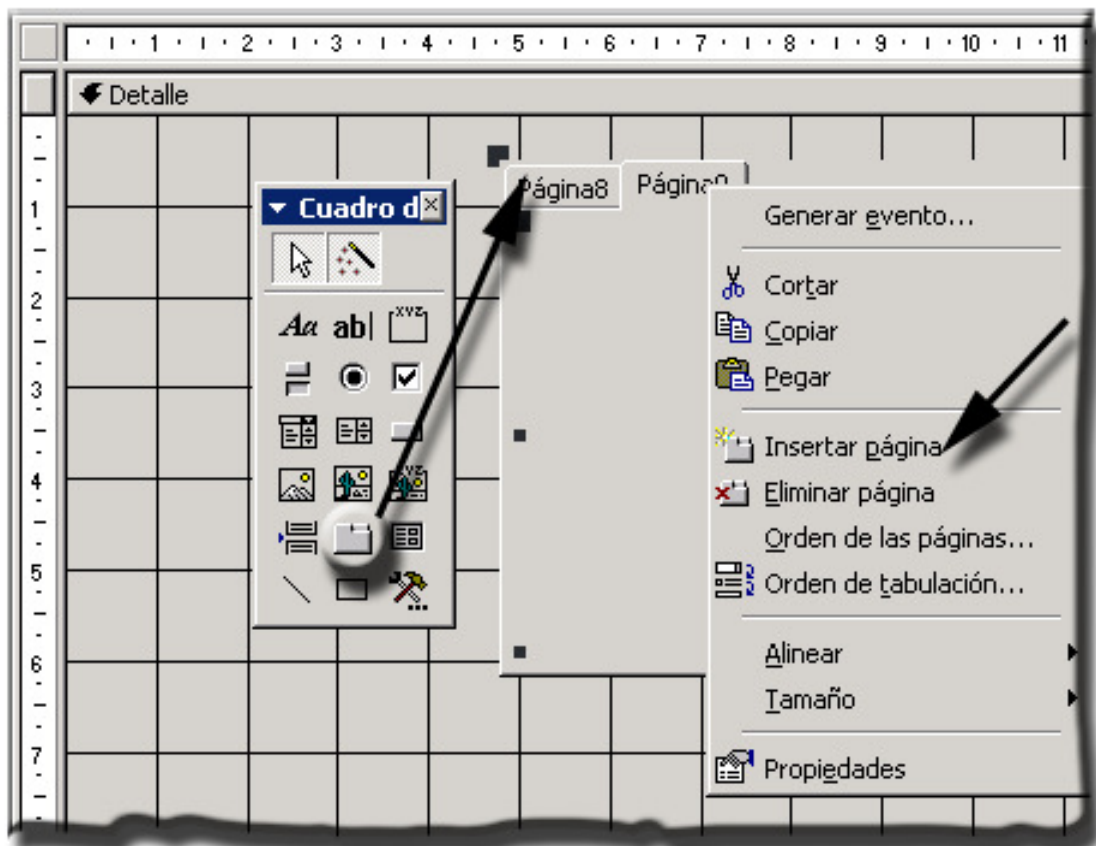 1 2 3 4 5 6 7 8 9 10 11
Detalle
1
2
3
4
5
6
7
Página8
Cuadro d
Aa ab| XYZ
Generar evento...
Cortar
Copiar
Pegar
Insertar página
Eliminar página
Orden de las páginas...
Orden de tabulación...
Alinear
Tamaño
Propiedades